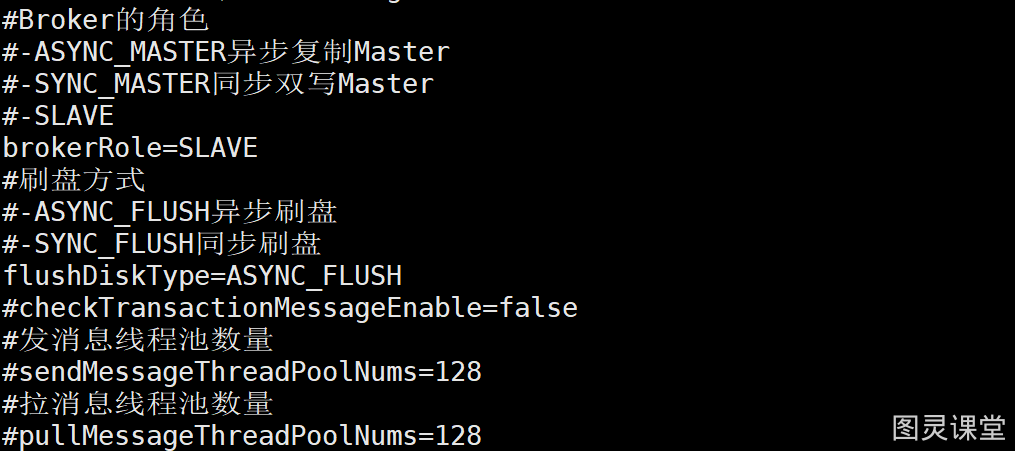 #Broker的角色
#-ASYNC_MASTER异步复制Master
#-SYNC_MASTER同步双写Master
#-SLAVE
brokerRole=SLAVE
#刷盘方式
#-ASYNC_FLUSH异步刷盘
#-SYNC_FLUSH同步刷盘
flushDiskType=ASYNC_FLUSH
#checkTransactionMessageEnable=false
#发消息线程池数量
#sendMessageThreadPoolNums=128
#拉消息线程池数量
#pullMessageThreadPoolNums=128
图灵课堂